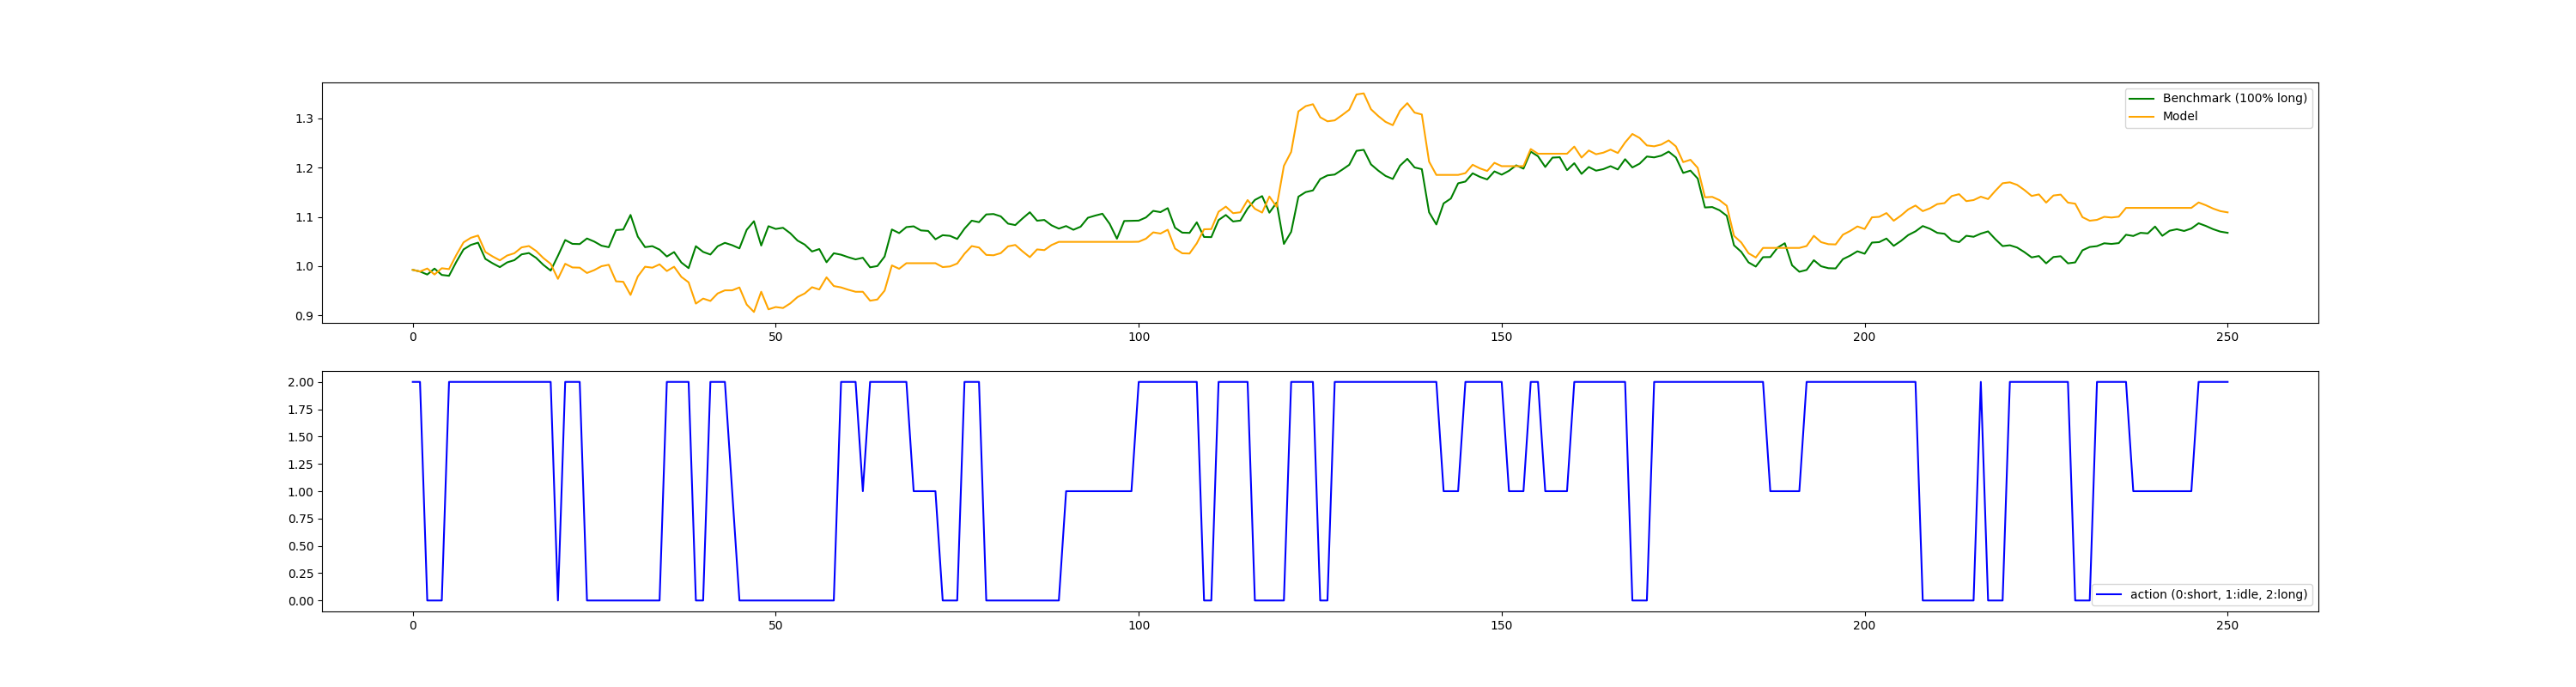 Benchmark (100% long)
Model
1.3
1.2
1.1
1.0
0.9
0 50 100 150 200 250
2.00
1.75
1.50
1.25
1.00
0.75
0.50
0.25
0.00
action (0:short, 1:idle, 2:long)
0 50 100 150 200 250